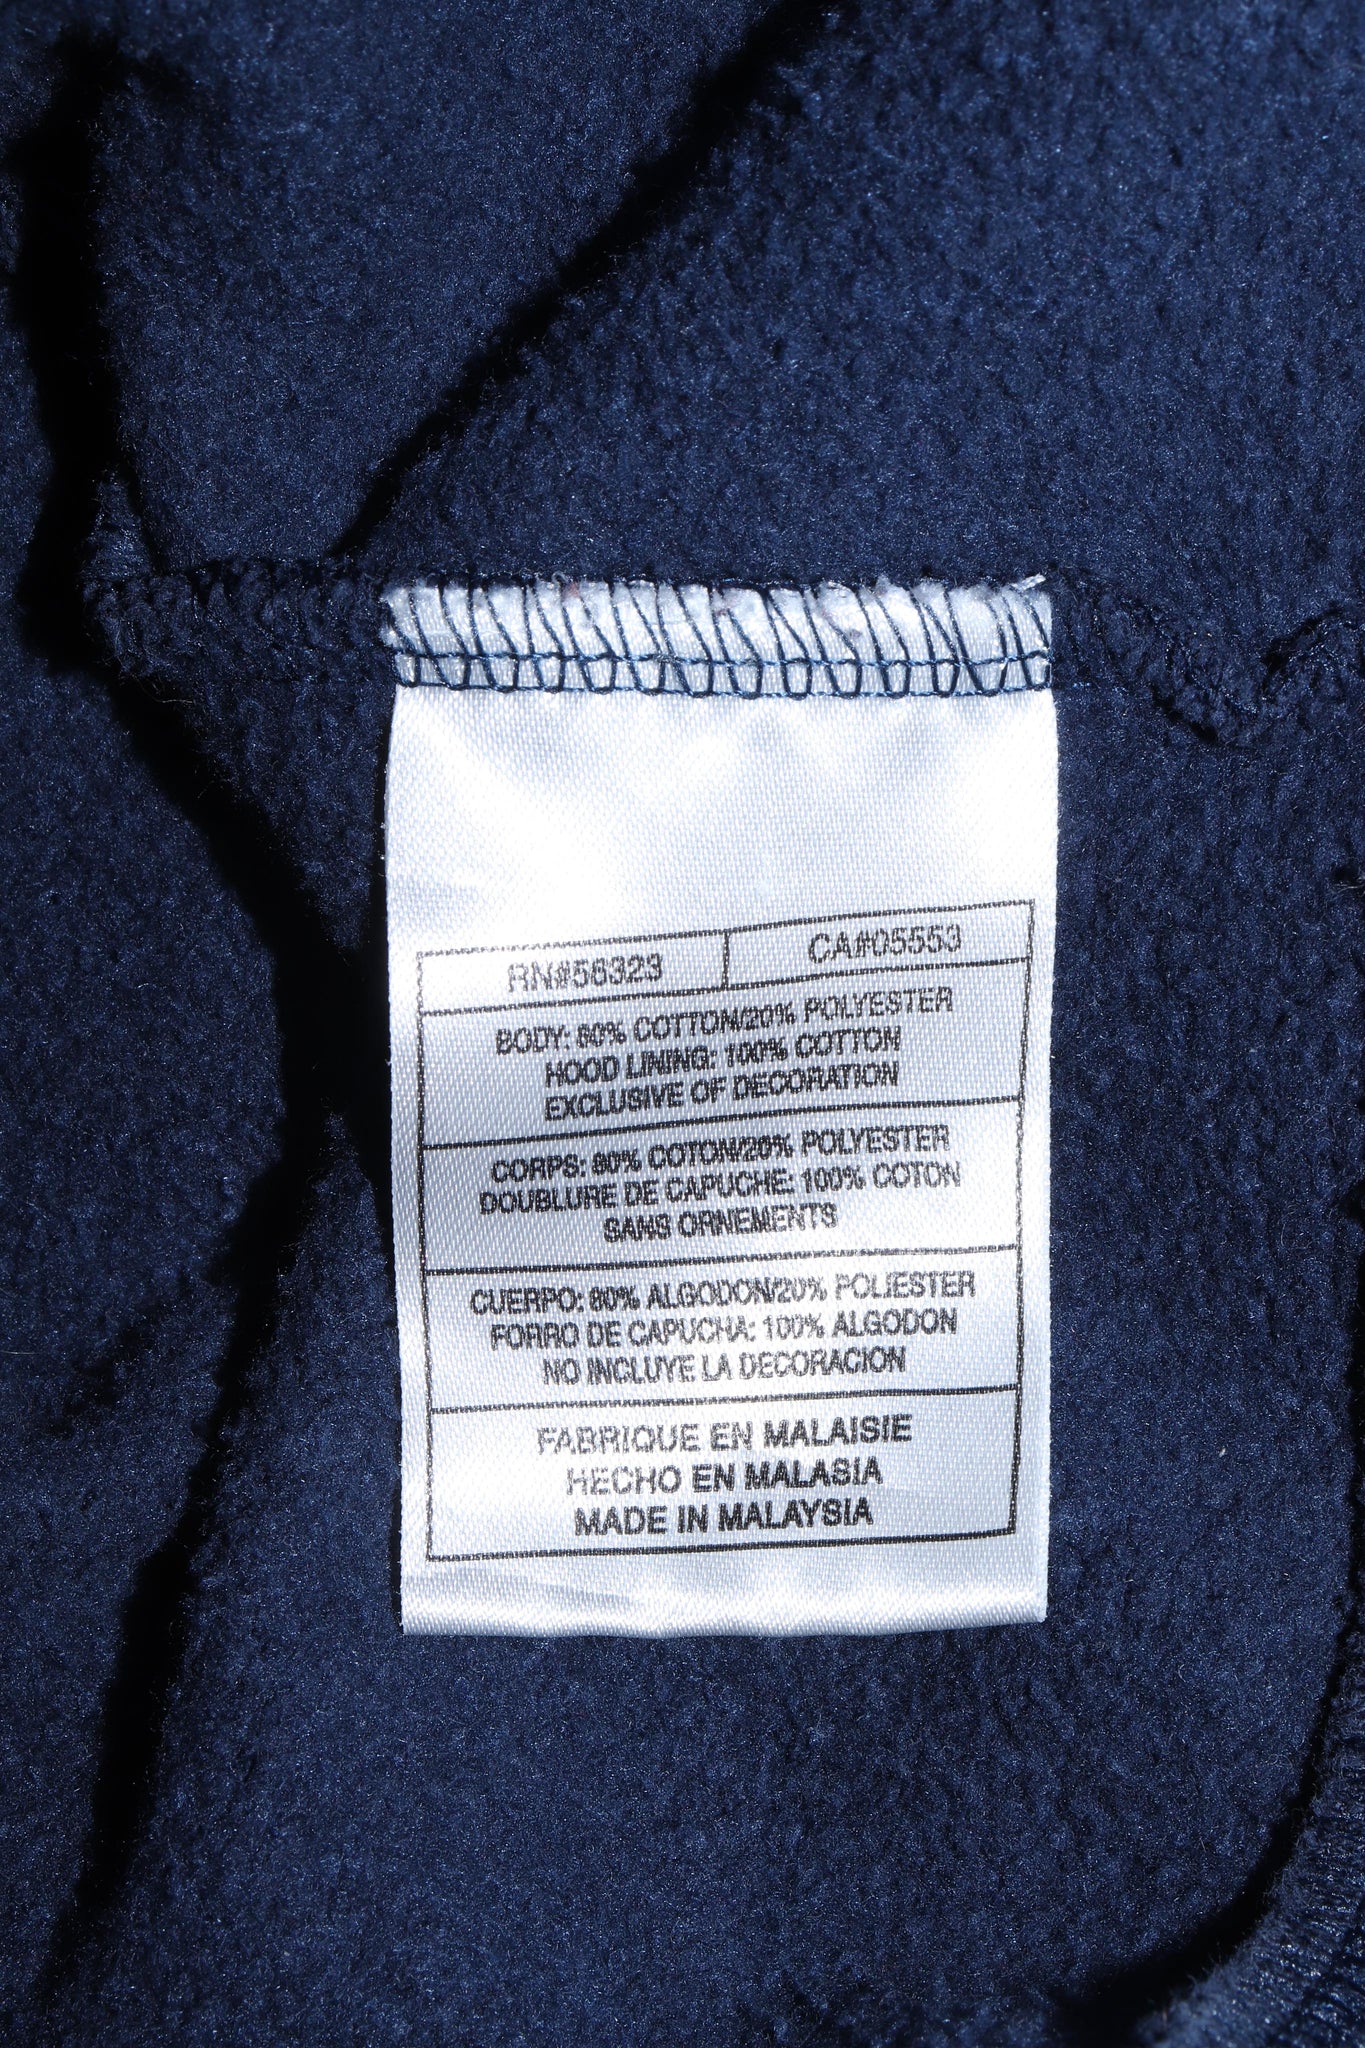 RN#56323 CA#05553
BODY: 80% COTTON/20% POLYESTER
HOOD LINING: 100% COTTON
EXCLUSIVE OF DECORATION
CORPS: 80% COTON/20% POLYESTER
DOUBLURE DE CAPUCHE: 100% COTON
SANS ORNEMENTS
CUERPO: 80% ALGODON/20% POLIESTER
FORRO DE CAPUCHA: 100% ALGODON
NO INCLUYE LA DECORACION
FABRIQUE EN MALAISIE
HECHO EN MALASIA
MADE IN MALAYSIA